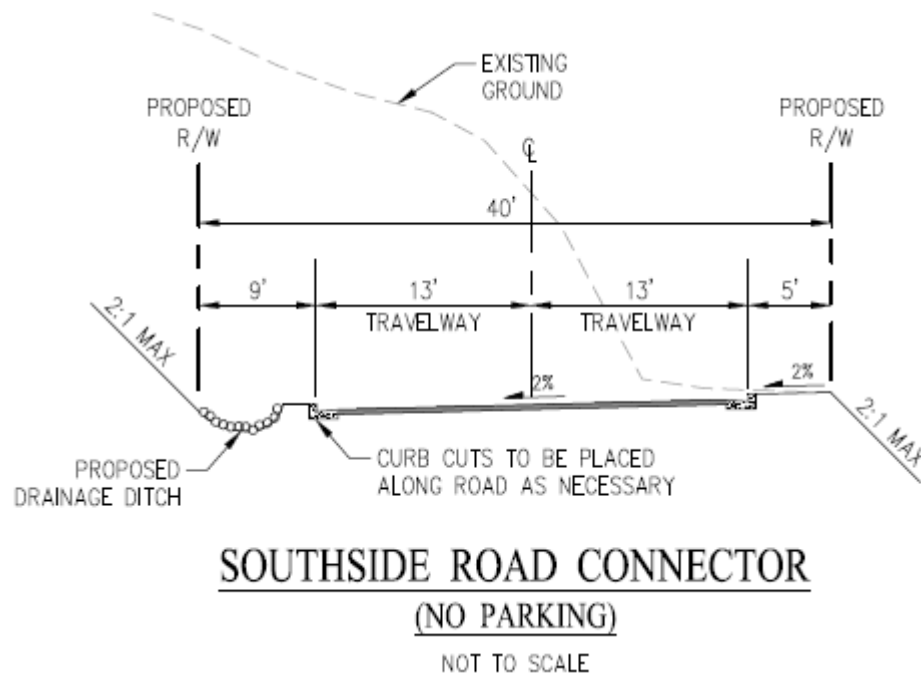 EXISTING
GROUND
PROPOSED
R/W
PROPOSED
R/W
℄
40'
9'
13'
13'
5'
TRAVELWAY
TRAVELWAY
2:1 MAX
2%
2%
2:1 MAX
PROPOSED
DRAINAGE DITCH
CURB CUTS TO BE PLACED
ALONG ROAD AS NECESSARY
SOUTHSIDE ROAD CONNECTOR
(NO PARKING)
NOT TO SCALE